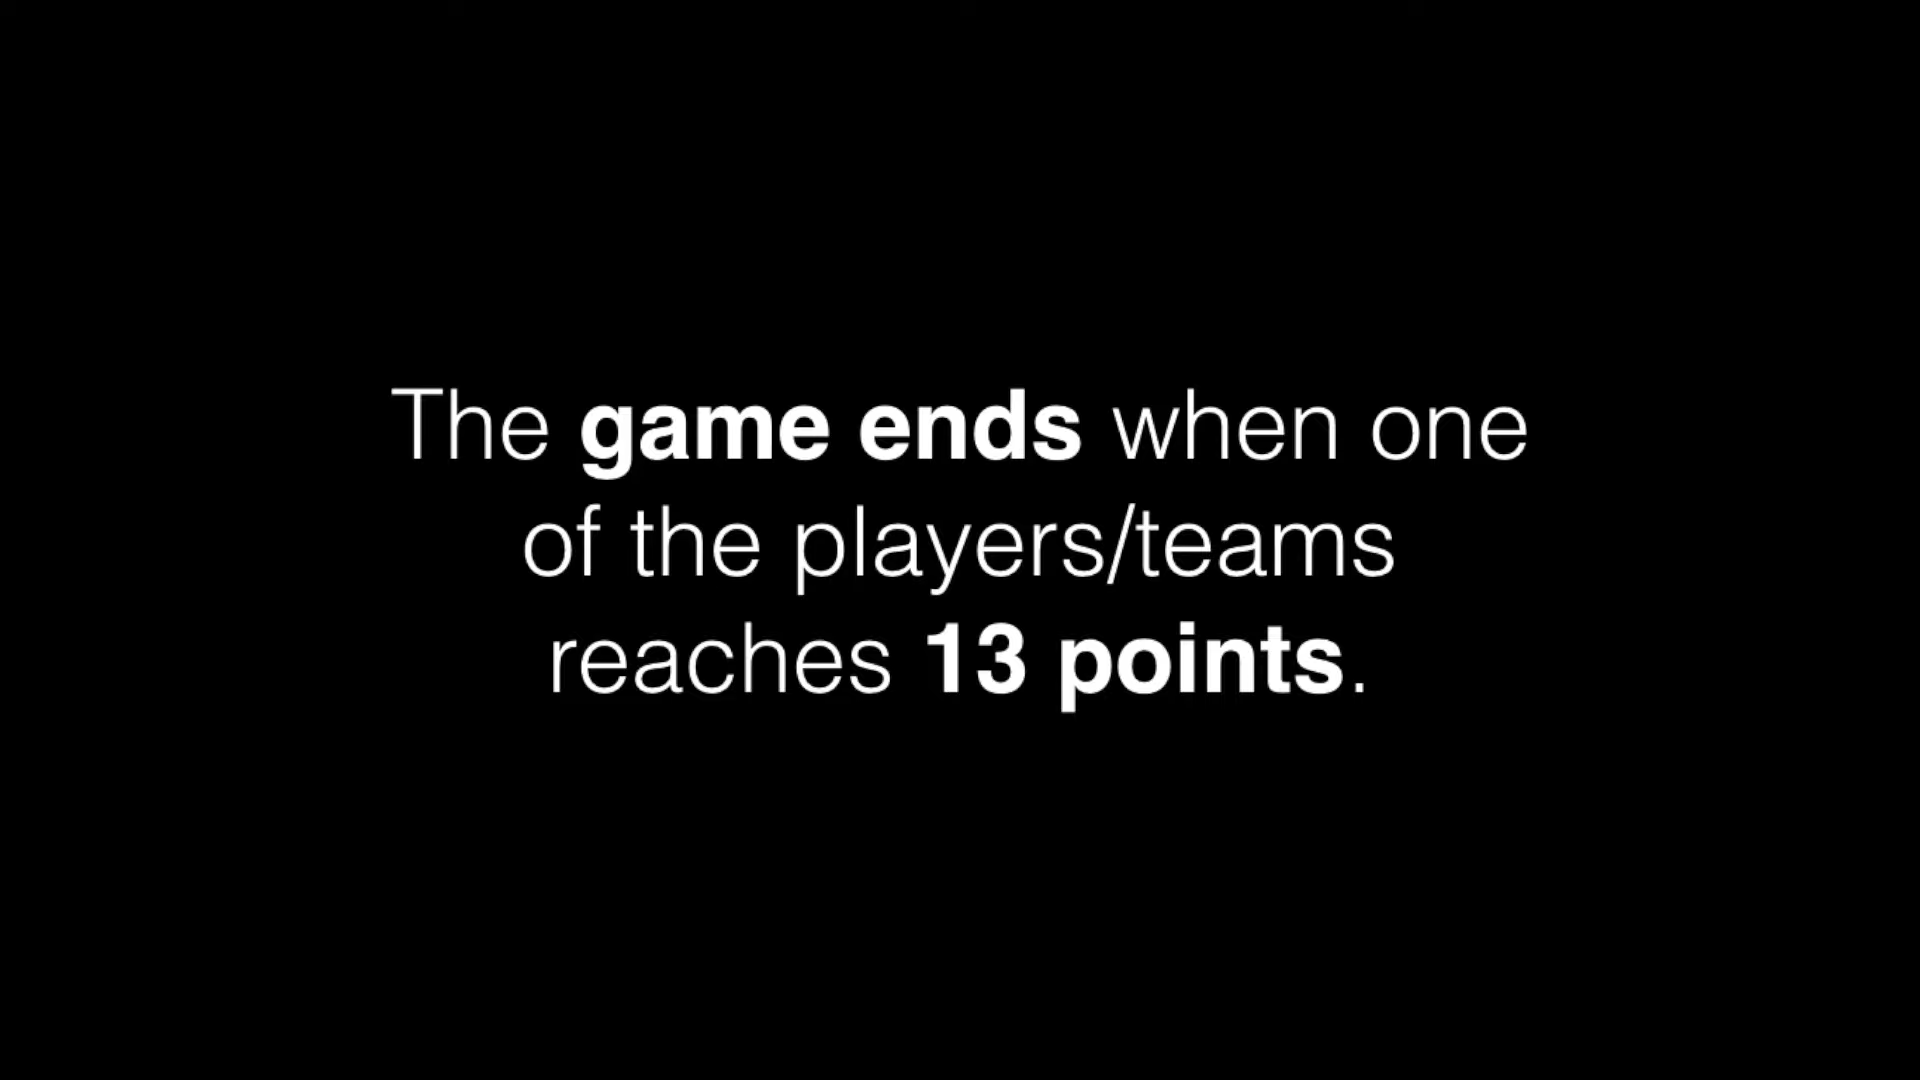 The game ends when one
of the players/teams
reaches 13 points.